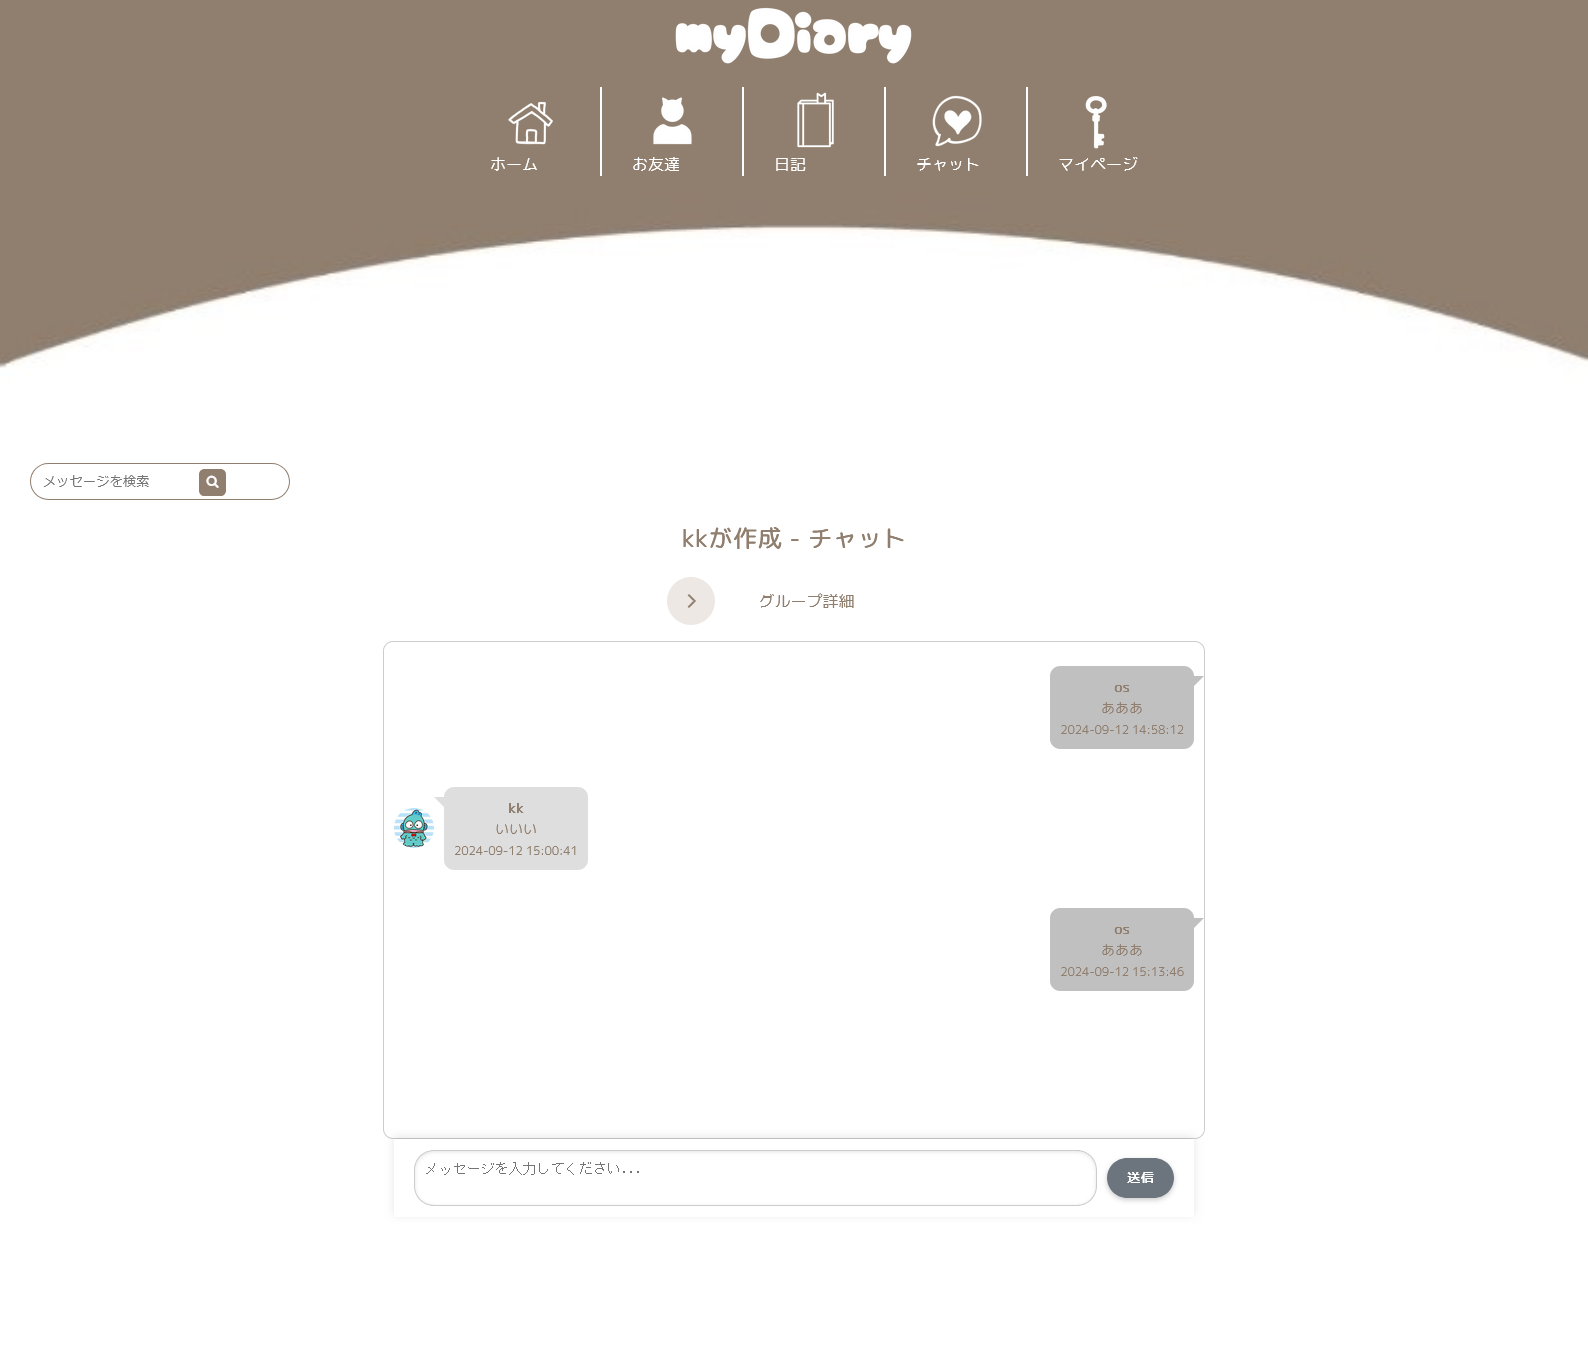 myDiary
ホーム
お友達
日記
チャット
マイページ
メッセージを検索
kkが作成 - チャット
グループ詳細
os
あああ
2024-09-12 14:58:12
kk
いいい
2024-09-12 15:00:41
os
あああ
2024-09-12 15:13:46
メッセージを入力してください...
送信